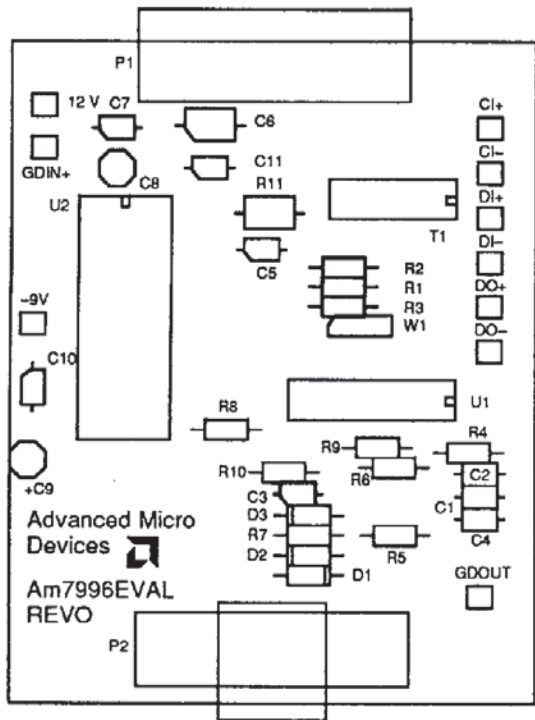 P1
12 V
C7
C6
CI+
GDIN+
C11
CI–
C8
R11
DI+
U2
T1
C5
DI–
R2
R1
DO+
–9V
R3
W1
DO–
C10
U1
R8
R4
R9
R10
R6
C2
+C9
C3
C1
D3
Advanced Micro
Devices
R7
R5
C4
D2
D1
GDOUT
Am7996EVAL
REVO
P2